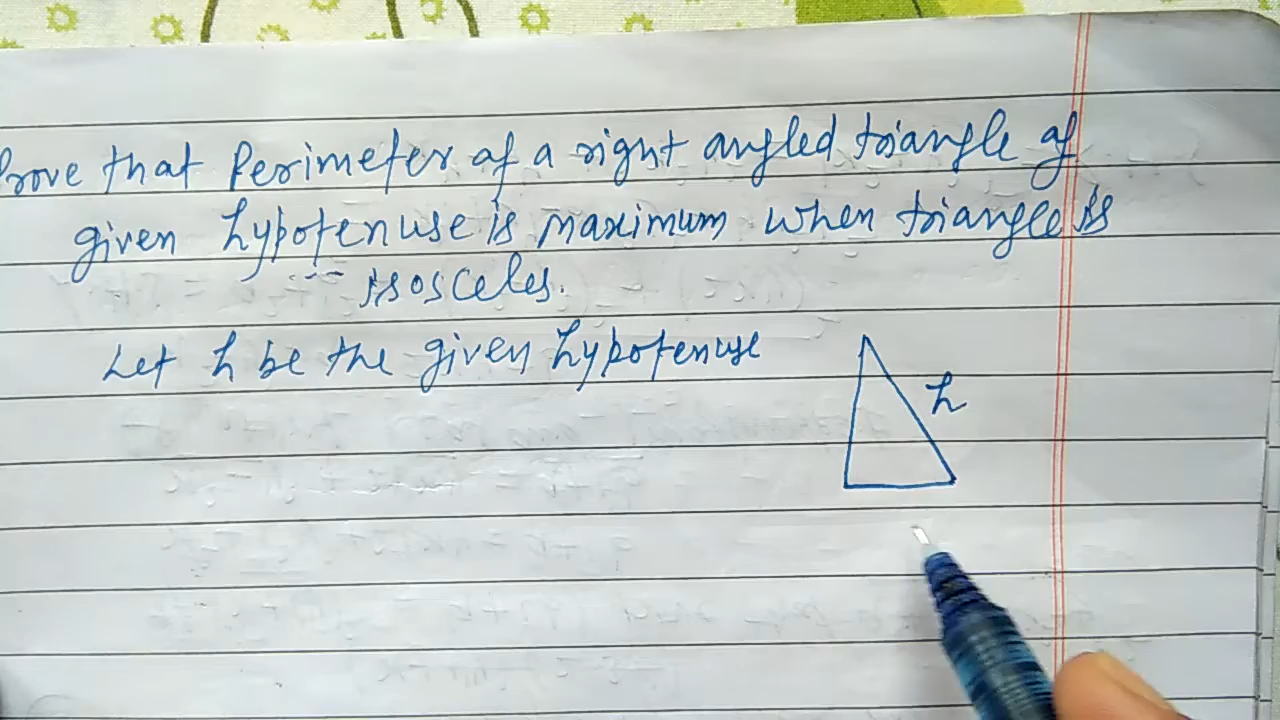 Prove that Perimeter of a right angled triangle of
given hypotenuse is maximum when triangle is
isosceles.
Let h be the given hypotenuse
h